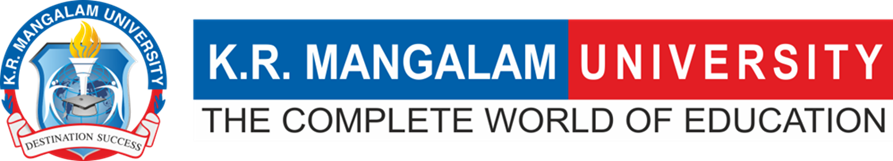 K.R. MANGALAM UNIVERSITY
DESTINATION SUCCESS
K.R. MANGALAM UNIVERSITY
THE COMPLETE WORLD OF EDUCATION